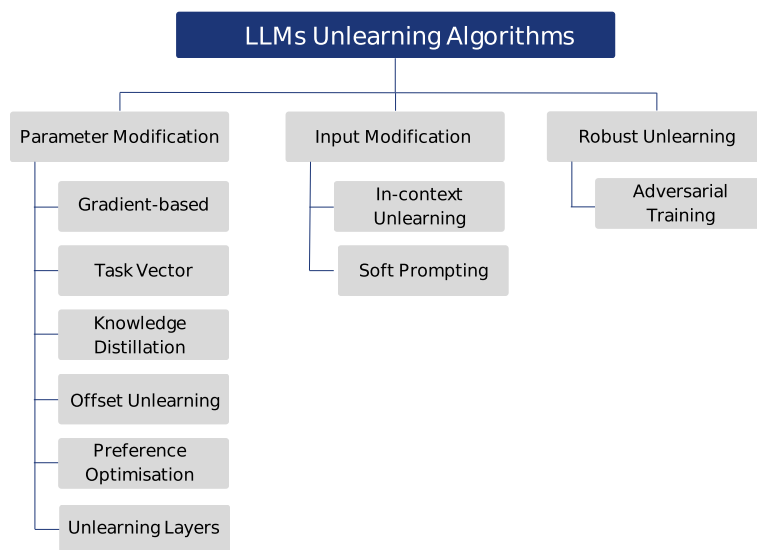 LLMs Unlearning Algorithms
Parameter Modification
Gradient-based
Task Vector
Knowledge
Distillation
Offset Unlearning
Preference
Optimisation
Unlearning Layers
Input Modification
In-context
Unlearning
Soft Prompting
Robust Unlearning
Adversarial
Training